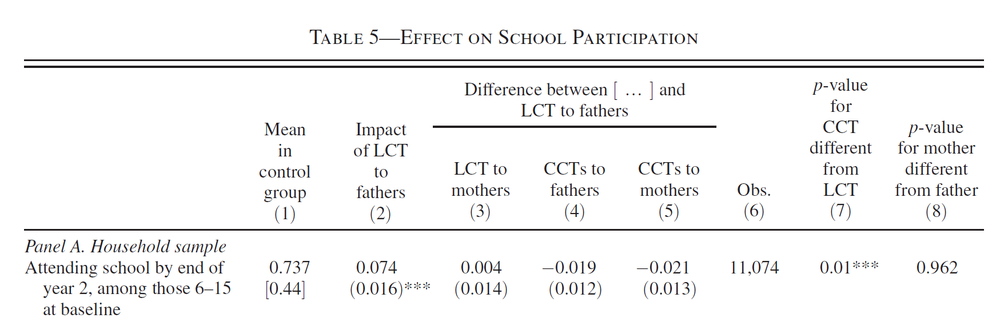 TABLE 5—EFFECT ON SCHOOL PARTICIPATION
Difference between [ … ] and
LCT to fathers
Mean
in
control
group
(1)
Impact
of LCT
to
fathers
(2)
LCT to
mothers
(3)
CCTs to
fathers
(4)
CCTs to
mothers
(5)
Obs.
(6)
p-value
for
CCT
different
from
LCT
(7)
p-value
for mother
different
from father
(8)
Panel A. Household sample
Attending school by end of 0.737 0.074 0.004 −0.019 −0.021 11,074 0.01*** 0.962
year 2, among those 6–15 [0.44] (0.016)*** (0.014) (0.012) (0.013)
at baseline